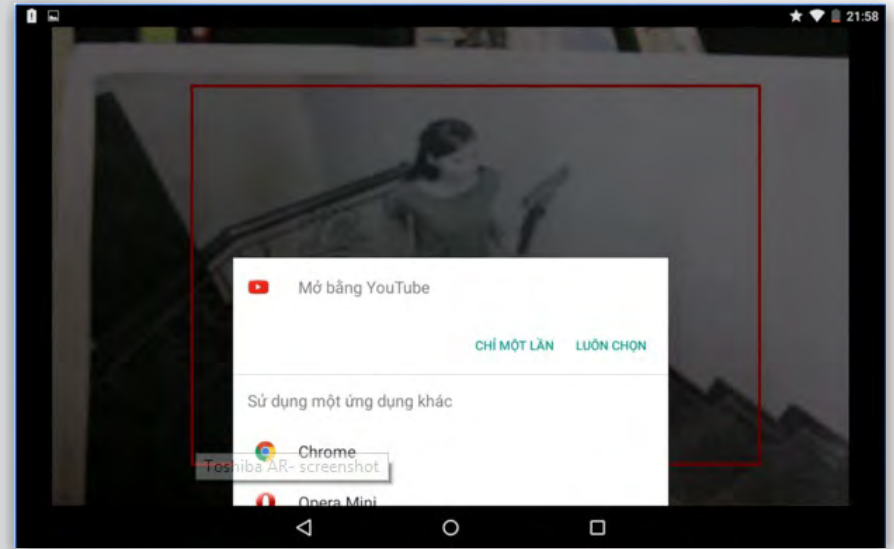 21:58
Mở bằng YouTube
CHỈ MỘT LẦN LUÔN CHỌN
Sử dụng một ứng dụng khác
Chrome
Toshiba AR- screenshot
Opera Mini